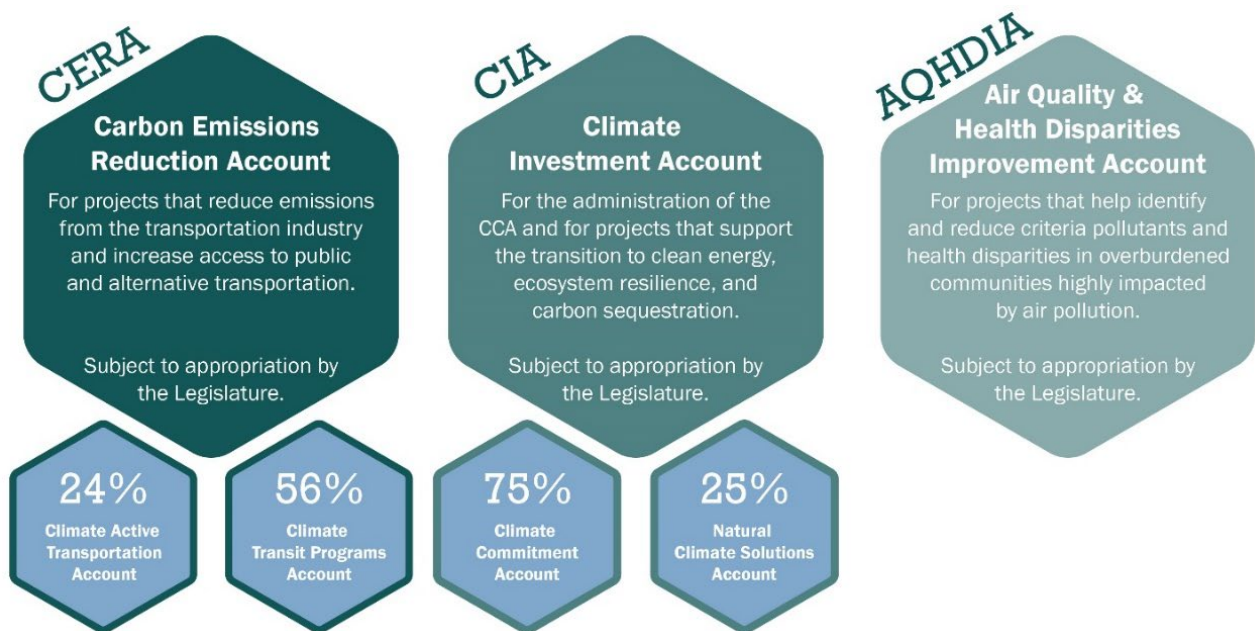 CERA
Carbon Emissions
Reduction Account
For projects that reduce emissions
from the transportation industry
and increase access to public
and alternative transportation.
Subject to appropriation by
the Legislature.
24%
Climate Active
Transportation
Account
56%
Climate
Transit Programs
Account
CIA
Climate
Investment Account
For the administration of the
CCA and for projects that support
the transition to clean energy,
ecosystem resilience, and
carbon sequestration.
Subject to appropriation by
the Legislature.
75%
Climate
Commitment
Account
25%
Natural
Climate Solutions
Account
AQHDIA
Air Quality &
Health Disparities
Improvement Account
For projects that help identify
and reduce criteria pollutants and
health disparities in overburdened
communities highly impacted
by air pollution.
Subject to appropriation by
the Legislature.